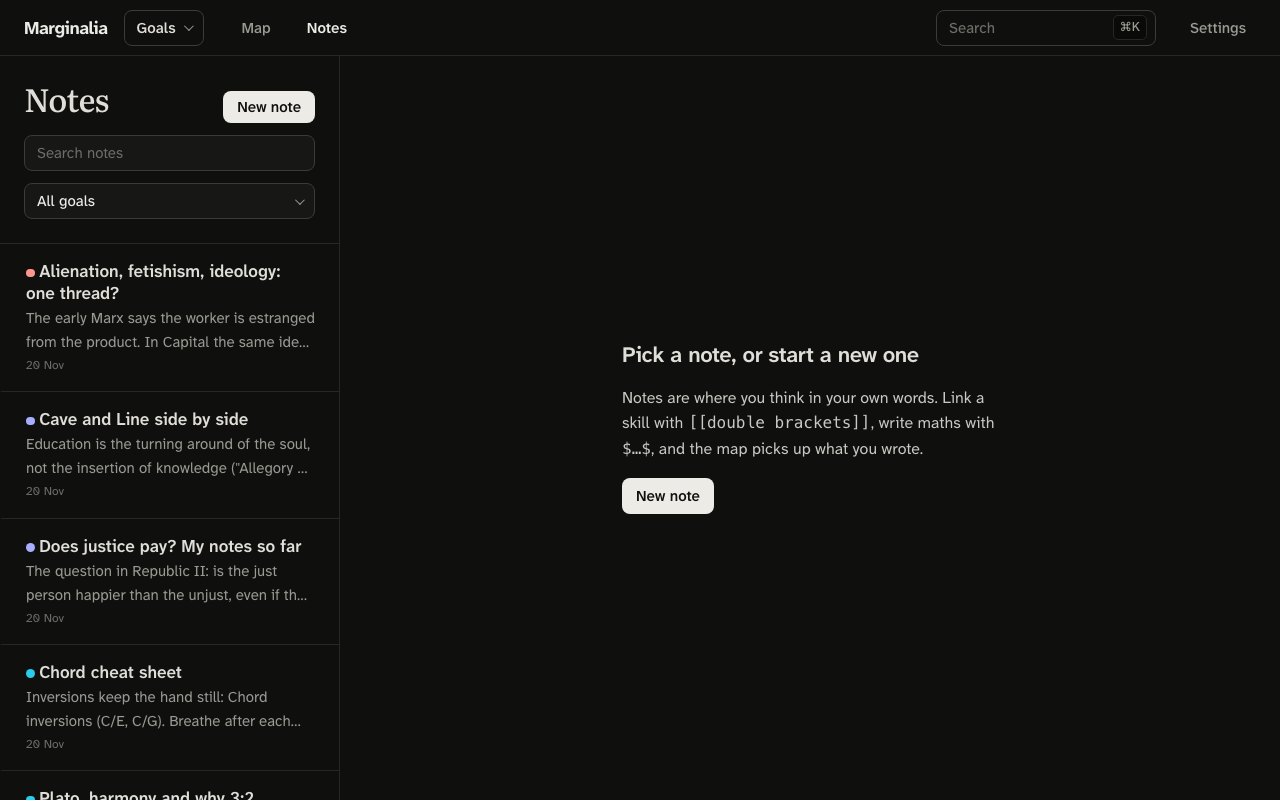 Marginalia
Goals
Map
Notes
Search
⌘K
Settings
Notes
New note
Search notes
All goals
Alienation, fetishism, ideology:
one thread?
The early Marx says the worker is estranged
from the product. In Capital the same ide…
20 Nov
Cave and Line side by side
Education is the turning around of the soul,
not the insertion of knowledge ("Allegory …
20 Nov
Does justice pay? My notes so far
The question in Republic II: is the just
person happier than the unjust, even if th…
20 Nov
Chord cheat sheet
Inversions keep the hand still: Chord
inversions (C/E, C/G). Breathe after each…
20 Nov
Plato, harmony and why 3:2
Pick a note, or start a new one
Notes are where you think in your own words. Link a
skill with [[double brackets]], write maths with
$…$, and the map picks up what you wrote.
New note